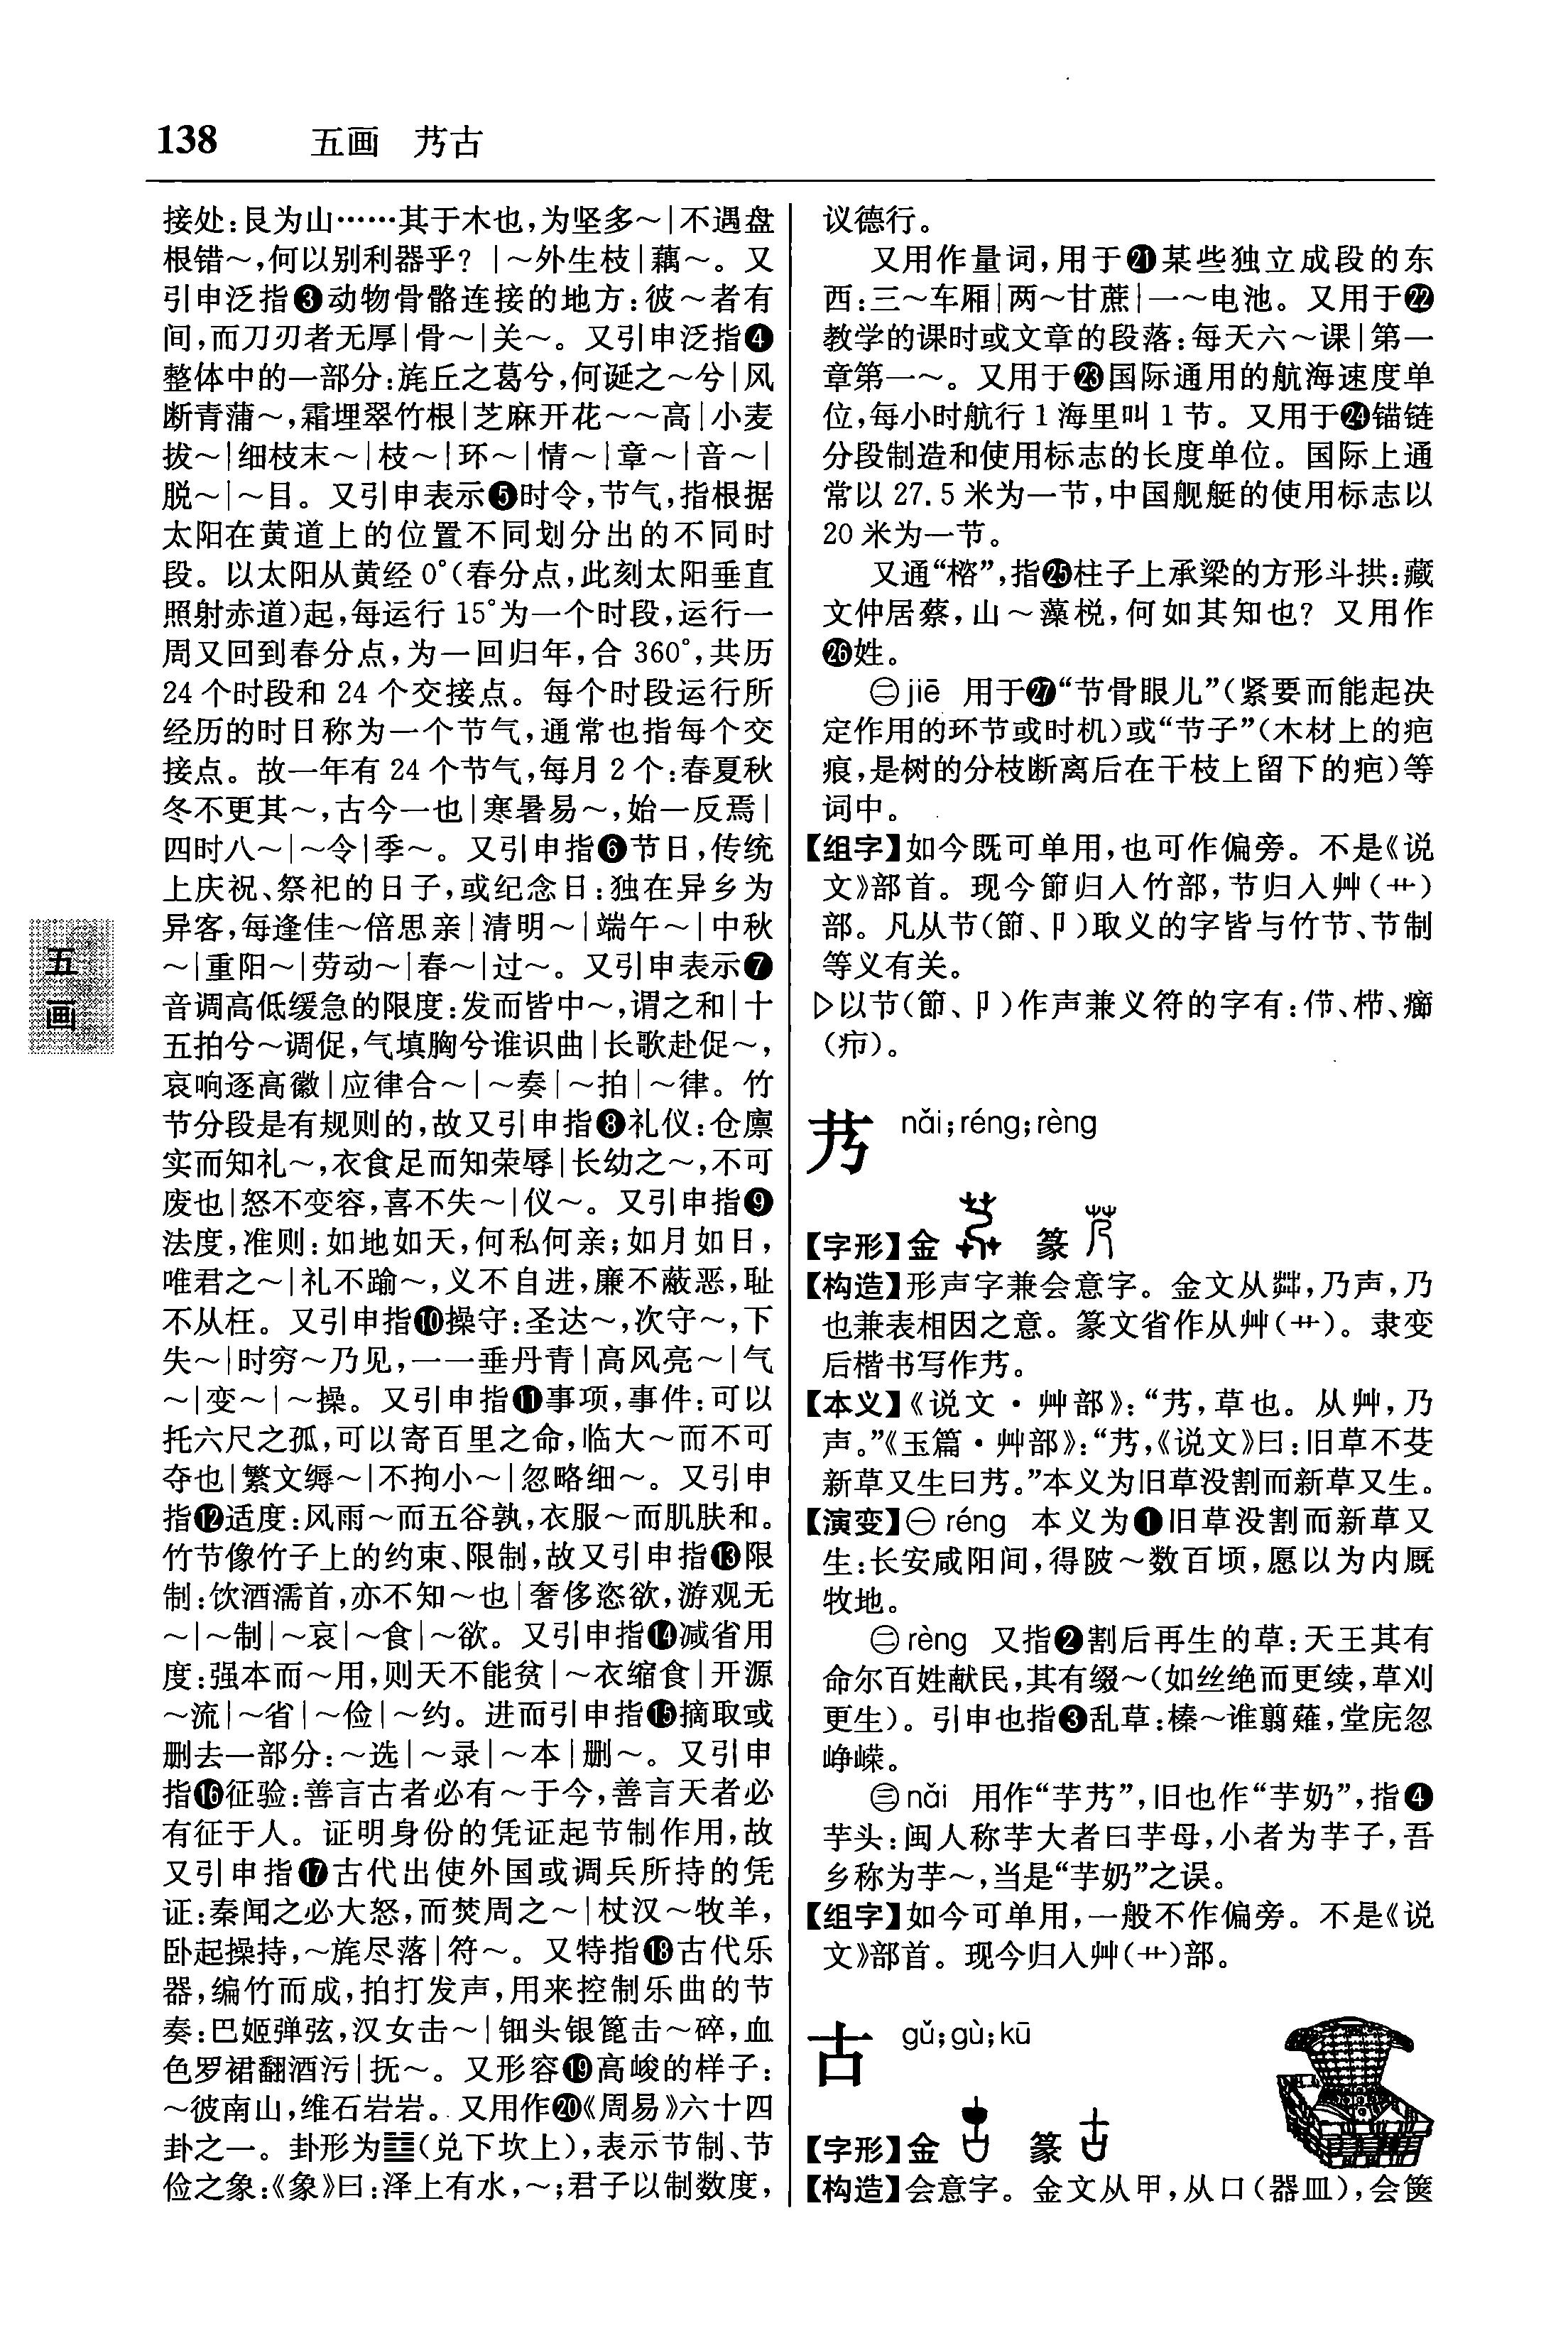 138 五画 艿古
接处:艮为山……其于木也,为坚多～|不遇盘
根错～,何以别利器乎? |～外生枝|藕～。又
引申泛指❸动物骨骼连接的地方:彼～者有
间,而刀刃者无厚|骨～|关～。又引申泛指❹
整体中的一部分:旄丘之葛兮,何诞之～兮|风
断青蒲～,霜埋翠竹根|芝麻开花～～高|小麦
拔～|细枝末～|枝～|环～|情～|章～|音～|
脱～|～目。又引申表示❺时令,节气,指根据
太阳在黄道上的位置不同划分出的不同时
段。以太阳从黄经 0°(春分点,此刻太阳垂直
照射赤道)起,每运行 15°为一个时段,运行一
周又回到春分点,为一回归年,合 360°,共历
24 个时段和 24 个交接点。每个时段运行所
经历的时日称为一个节气,通常也指每个交
接点。故一年有 24 个节气,每月 2 个:春夏秋
冬不更其～,古今一也|寒暑易～,始一反焉|
四时八～|～令|季～。又引申指❻节日,传统
上庆祝、祭祀的日子,或纪念日:独在异乡为
异客,每逢佳～倍思亲|清明～|端午～|中秋
～|重阳～|劳动～|春～|过～。又引申表示❼
音调高低缓急的限度:发而皆中～,谓之和|十
五拍兮～调促,气填胸兮谁识曲|长歌赴促～,
哀响逐高徽|应律合～|～奏|～拍|～律。竹
节分段是有规则的,故又引申指❽礼仪:仓廪
实而知礼～,衣食足而知荣辱|长幼之～,不可
废也|怒不变容,喜不失～|仪～。又引申指❾
法度,准则:如地如天,何私何亲;如月如日,
唯君之～|礼不踰～,义不自进,廉不蔽恶,耻
不从枉。又引申指❿操守:圣达～,次守～,下
失～|时穷～乃见,一一垂丹青|高风亮～|气
～|变～|～操。又引申指⓫事项,事件:可以
托六尺之孤,可以寄百里之命,临大～而不可
夺也|繁文缛～|不拘小～|忽略细～。又引申
指⓬适度:风雨～而五谷孰,衣服～而肌肤和。
竹节像竹子上的约束、限制,故又引申指⓭限
制:饮酒濡首,亦不知～也|奢侈恣欲,游观无
～|～制|～哀|～食|～欲。又引申指⓮减省用
度:强本而～用,则天不能贫|～衣缩食|开源
～流|～省|～俭|～约。进而引申指⓯摘取或
删去一部分:～选|～录|～本|删～。又引申
指⓰征验:善言古者必有～于今,善言天者必
有征于人。证明身份的凭证起节制作用,故
又引申指⓱古代出使外国或调兵所持的凭
证:秦闻之必大怒,而焚周之～|杖汉～牧羊,
卧起操持,～旄尽落|符～。又特指⓲古代乐
器,编竹而成,拍打发声,用来控制乐曲的节
奏:巴姬弹弦,汉女击～|钿头银篦击～碎,血
色罗裙翻酒污|抚～。又形容⓳高峻的样子:
～彼南山,维石岩岩。又用作⓴《周易》六十四
卦之一。卦形为䷻(兑下坎上),表示节制、节
俭之象:《象》曰:泽上有水,～;君子以制数度,
议德行。
又用作量词,用于㉑某些独立成段的东
西:三～车厢|两～甘蔗|一～电池。又用于㉒
教学的课时或文章的段落:每天六～课|第一
章第一～。又用于㉓国际通用的航海速度单
位,每小时航行 1 海里叫 1 节。又用于㉔锚链
分段制造和使用标志的长度单位。国际上通
常以 27.5 米为一节,中国舰艇的使用标志以
20 米为一节。
又通“楶”,指㉕柱子上承梁的方形斗拱:藏
文仲居蔡,山～藻棁,何如其知也? 又用作
㉖姓。
㊁jiē 用于㉗“节骨眼儿”(紧要而能起决
定作用的环节或时机)或“节子”(木材上的疤
痕,是树的分枝断离后在干枝上留下的疤)等
词中。
【组字】如今既可单用,也可作偏旁。不是《说
文》部首。现今節归入竹部,节归入艸(艹)
部。凡从节(節、卩)取义的字皆与竹节、节制
等义有关。
▷以节(節、卩)作声兼义符的字有:㑵、栉、癤
(疖)。
艿 nǎi;réng;rèng
【字形】金 篆
【构造】形声字兼会意字。金文从茻,乃声,乃
也兼表相因之意。篆文省作从艸(艹)。隶变
后楷书写作艿。
【本义】《说文·艸部》:“艿,草也。从艸,乃
声。”《玉篇·艸部》:“艿,《说文》曰:旧草不芟
新草又生曰艿。”本义为旧草没割而新草又生。
【演变】㊀réng 本义为❶旧草没割而新草又
生:长安咸阳间,得陂～数百顷,愿以为内厩
牧地。
㊁rèng 又指❷割后再生的草:天王其有
命尔百姓献民,其有缀～(如丝绝而更续,草刈
更生)。引申也指❸乱草:榛～谁翦薙,堂庑忽
峥嵘。
㊂nǎi 用作“芋艿”,旧也作“芋奶”,指❹
芋头:闽人称芋大者曰芋母,小者为芋子,吾
乡称为芋～,当是“芋奶”之误。
【组字】如今可单用,一般不作偏旁。不是《说
文》部首。现今归入艸(艹)部。
古 gǔ;gù;kū
【字形】金 篆
【构造】会意字。金文从甲,从口(器皿),会箧
五画